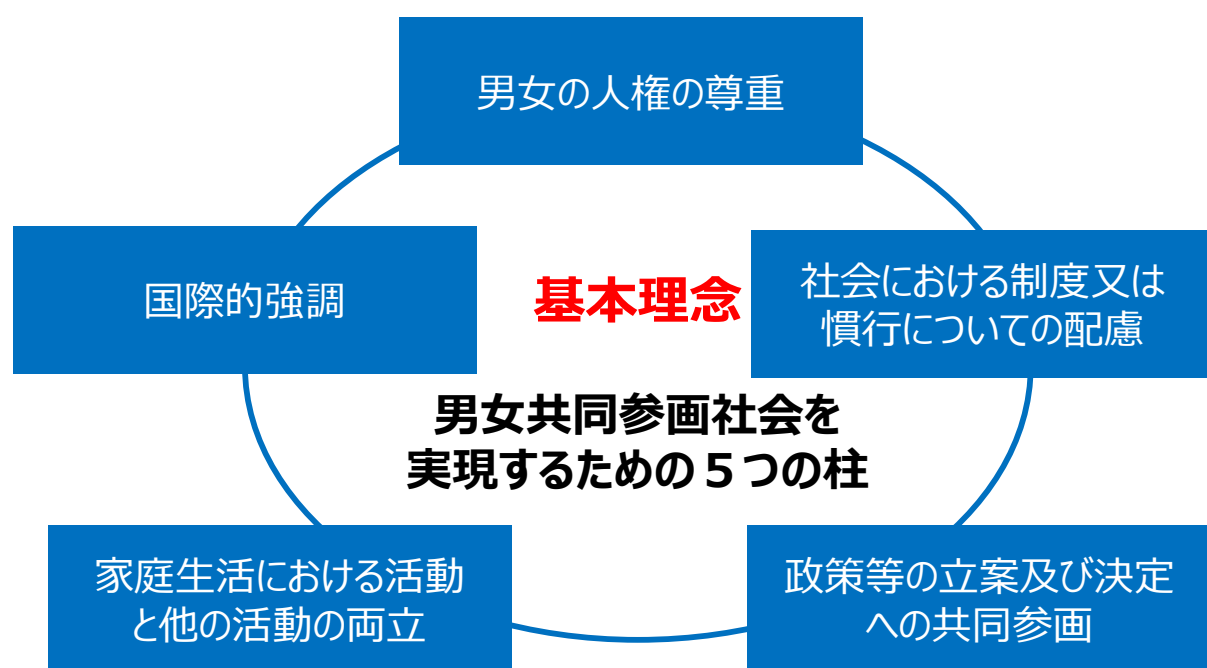 男女の人権の尊重
国際的強調
基本理念
社会における制度又は
慣行についての配慮
男女共同参画社会を
実現するための５つの柱
家庭生活における活動
と他の活動の両立
政策等の立案及び決定
への共同参画